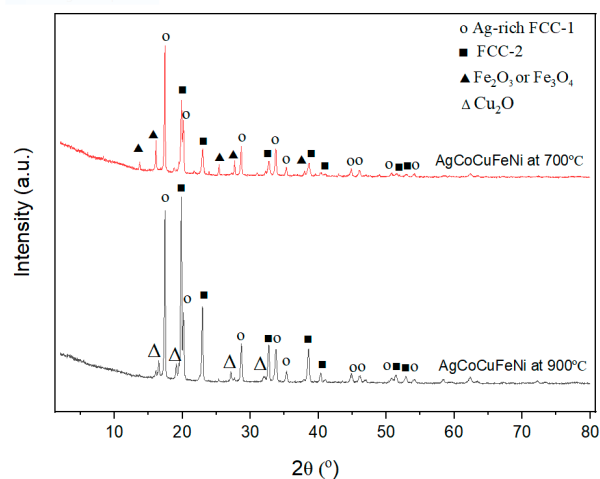 o Ag-rich FCC-1
■ FCC-2
▲ Fe₂O₃ or Fe₃O₄
Δ Cu₂O
AgCoCuFeNi at 700℃
AgCoCuFeNi at 900℃
Intensity (a.u.)
10 20 30 40 50 60 70 80
2θ (°)